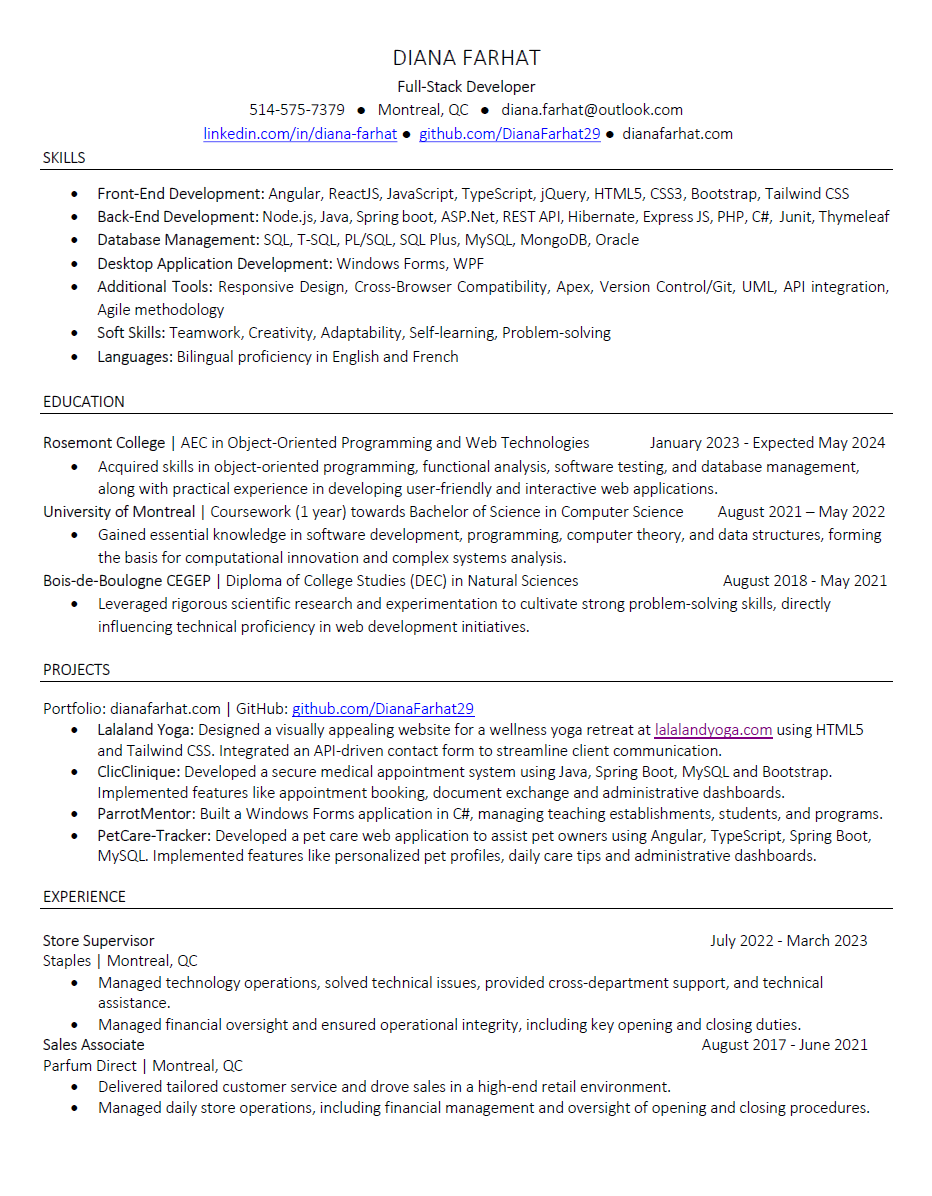 DIANA FARHAT
Full-Stack Developer
514-575-7379 ● Montreal, QC ● diana.farhat@outlook.com
linkedin.com/in/diana-farhat ● github.com/DianaFarhat29 ● dianafarhat.com
SKILLS
• Front-End Development: Angular, ReactJS, JavaScript, TypeScript, jQuery, HTML5, CSS3, Bootstrap, Tailwind CSS
• Back-End Development: Node.js, Java, Spring boot, ASP.Net, REST API, Hibernate, Express JS, PHP, C#, Junit, Thymeleaf
• Database Management: SQL, T-SQL, PL/SQL, SQL Plus, MySQL, MongoDB, Oracle
• Desktop Application Development: Windows Forms, WPF
• Additional Tools: Responsive Design, Cross-Browser Compatibility, Apex, Version Control/Git, UML, API integration,
Agile methodology
• Soft Skills: Teamwork, Creativity, Adaptability, Self-learning, Problem-solving
• Languages: Bilingual proficiency in English and French
EDUCATION
Rosemont College | AEC in Object-Oriented Programming and Web Technologies January 2023 - Expected May 2024
• Acquired skills in object-oriented programming, functional analysis, software testing, and database management,
along with practical experience in developing user-friendly and interactive web applications.
University of Montreal | Coursework (1 year) towards Bachelor of Science in Computer Science August 2021 – May 2022
• Gained essential knowledge in software development, programming, computer theory, and data structures, forming
the basis for computational innovation and complex systems analysis.
Bois-de-Boulogne CEGEP | Diploma of College Studies (DEC) in Natural Sciences August 2018 - May 2021
• Leveraged rigorous scientific research and experimentation to cultivate strong problem-solving skills, directly
influencing technical proficiency in web development initiatives.
PROJECTS
Portfolio: dianafarhat.com | GitHub: github.com/DianaFarhat29
• Lalaland Yoga: Designed a visually appealing website for a wellness yoga retreat at lalalandyoga.com using HTML5
and Tailwind CSS. Integrated an API-driven contact form to streamline client communication.
• ClicClinique: Developed a secure medical appointment system using Java, Spring Boot, MySQL and Bootstrap.
Implemented features like appointment booking, document exchange and administrative dashboards.
• ParrotMentor: Built a Windows Forms application in C#, managing teaching establishments, students, and programs.
• PetCare-Tracker: Developed a pet care web application to assist pet owners using Angular, TypeScript, Spring Boot,
MySQL. Implemented features like personalized pet profiles, daily care tips and administrative dashboards.
EXPERIENCE
Store Supervisor July 2022 - March 2023
Staples | Montreal, QC
• Managed technology operations, solved technical issues, provided cross-department support, and technical
assistance.
• Managed financial oversight and ensured operational integrity, including key opening and closing duties.
Sales Associate August 2017 - June 2021
Parfum Direct | Montreal, QC
• Delivered tailored customer service and drove sales in a high-end retail environment.
• Managed daily store operations, including financial management and oversight of opening and closing procedures.